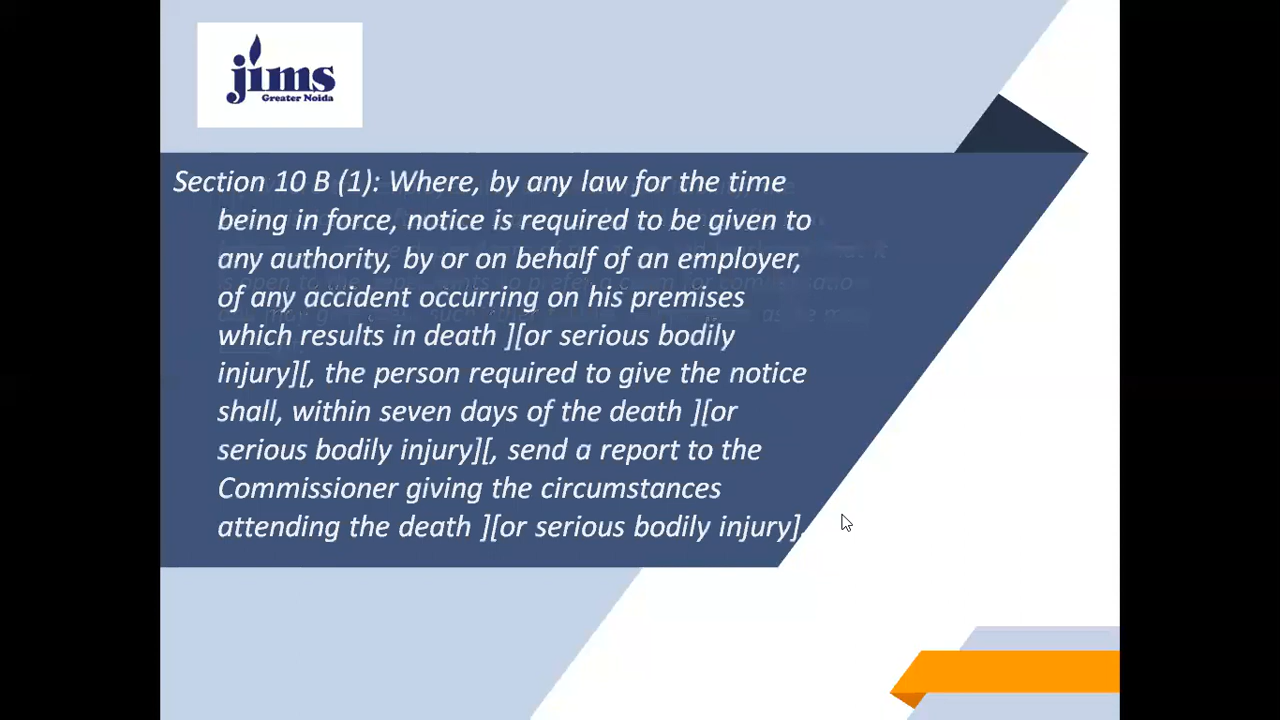 jims
Greater Noida
Section 10 B (1): Where, by any law for the time
being in force, notice is required to be given to
any authority, by or on behalf of an employer,
of any accident occurring on his premises
which results in death ][or serious bodily
injury][, the person required to give the notice
shall, within seven days of the death ][or
serious bodily injury][, send a report to the
Commissioner giving the circumstances
attending the death ][or serious bodily injury].